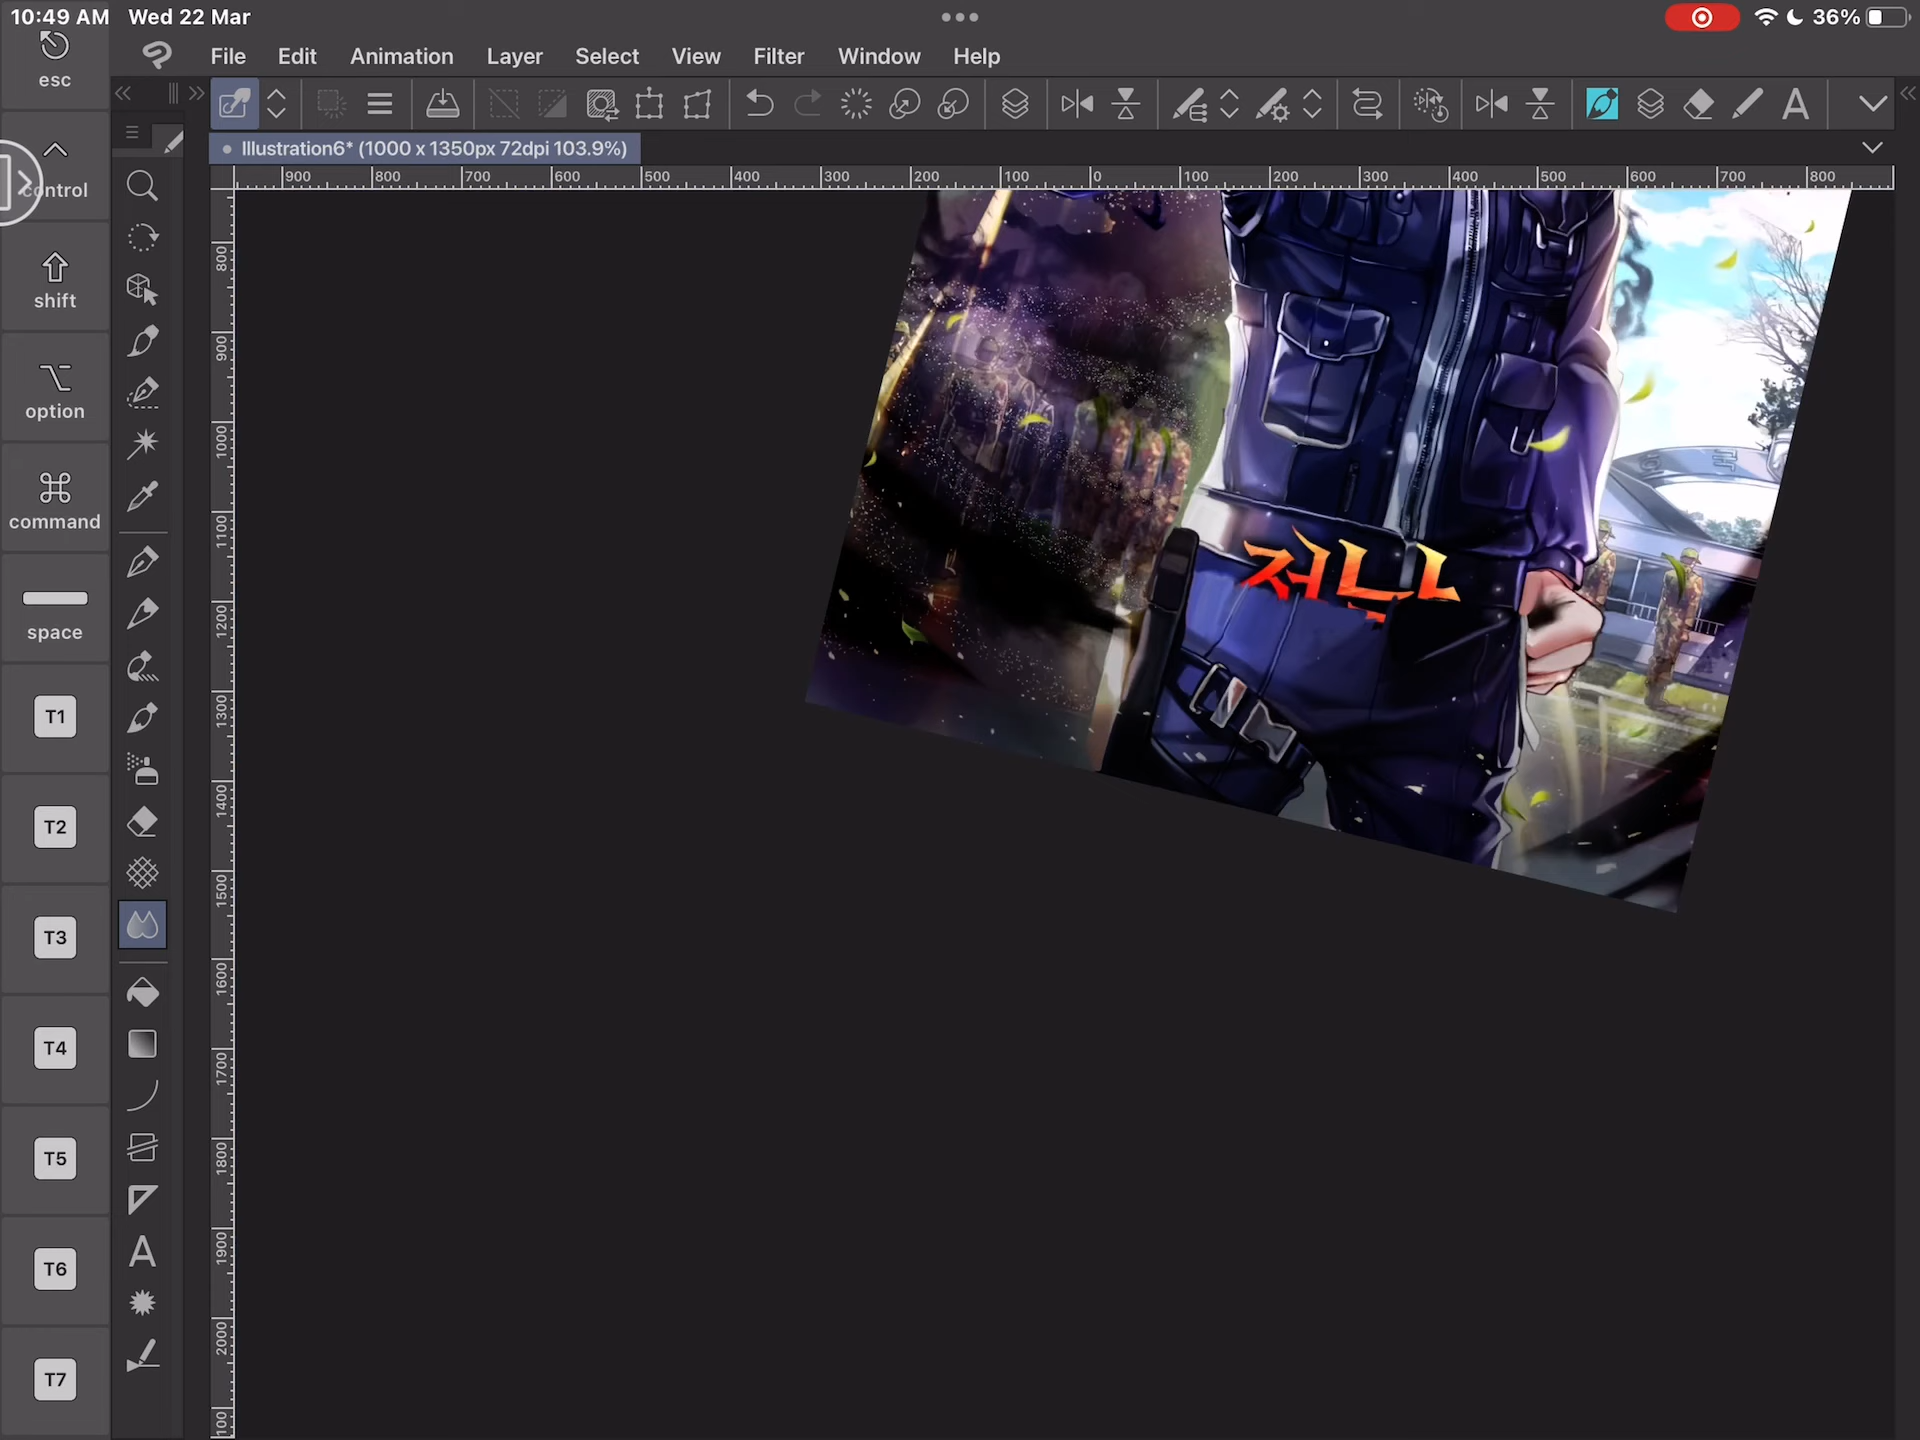 10:49 AM Wed 22 Mar 36%
esc
File Edit Animation Layer Select View Filter Window Help
A
Illustration6* (1000 x 1350px 72dpi 103.9%)
control
900 800 700 600 500 400 300 200 100 0 100 200 300 400 500 600 700 800
shift
800
900
option
1000
command
1100
1200
space
1300
T1
1400
T2
1500
T3
1600
T4
1700
T5
1800
A
1900
T6
2000
T7